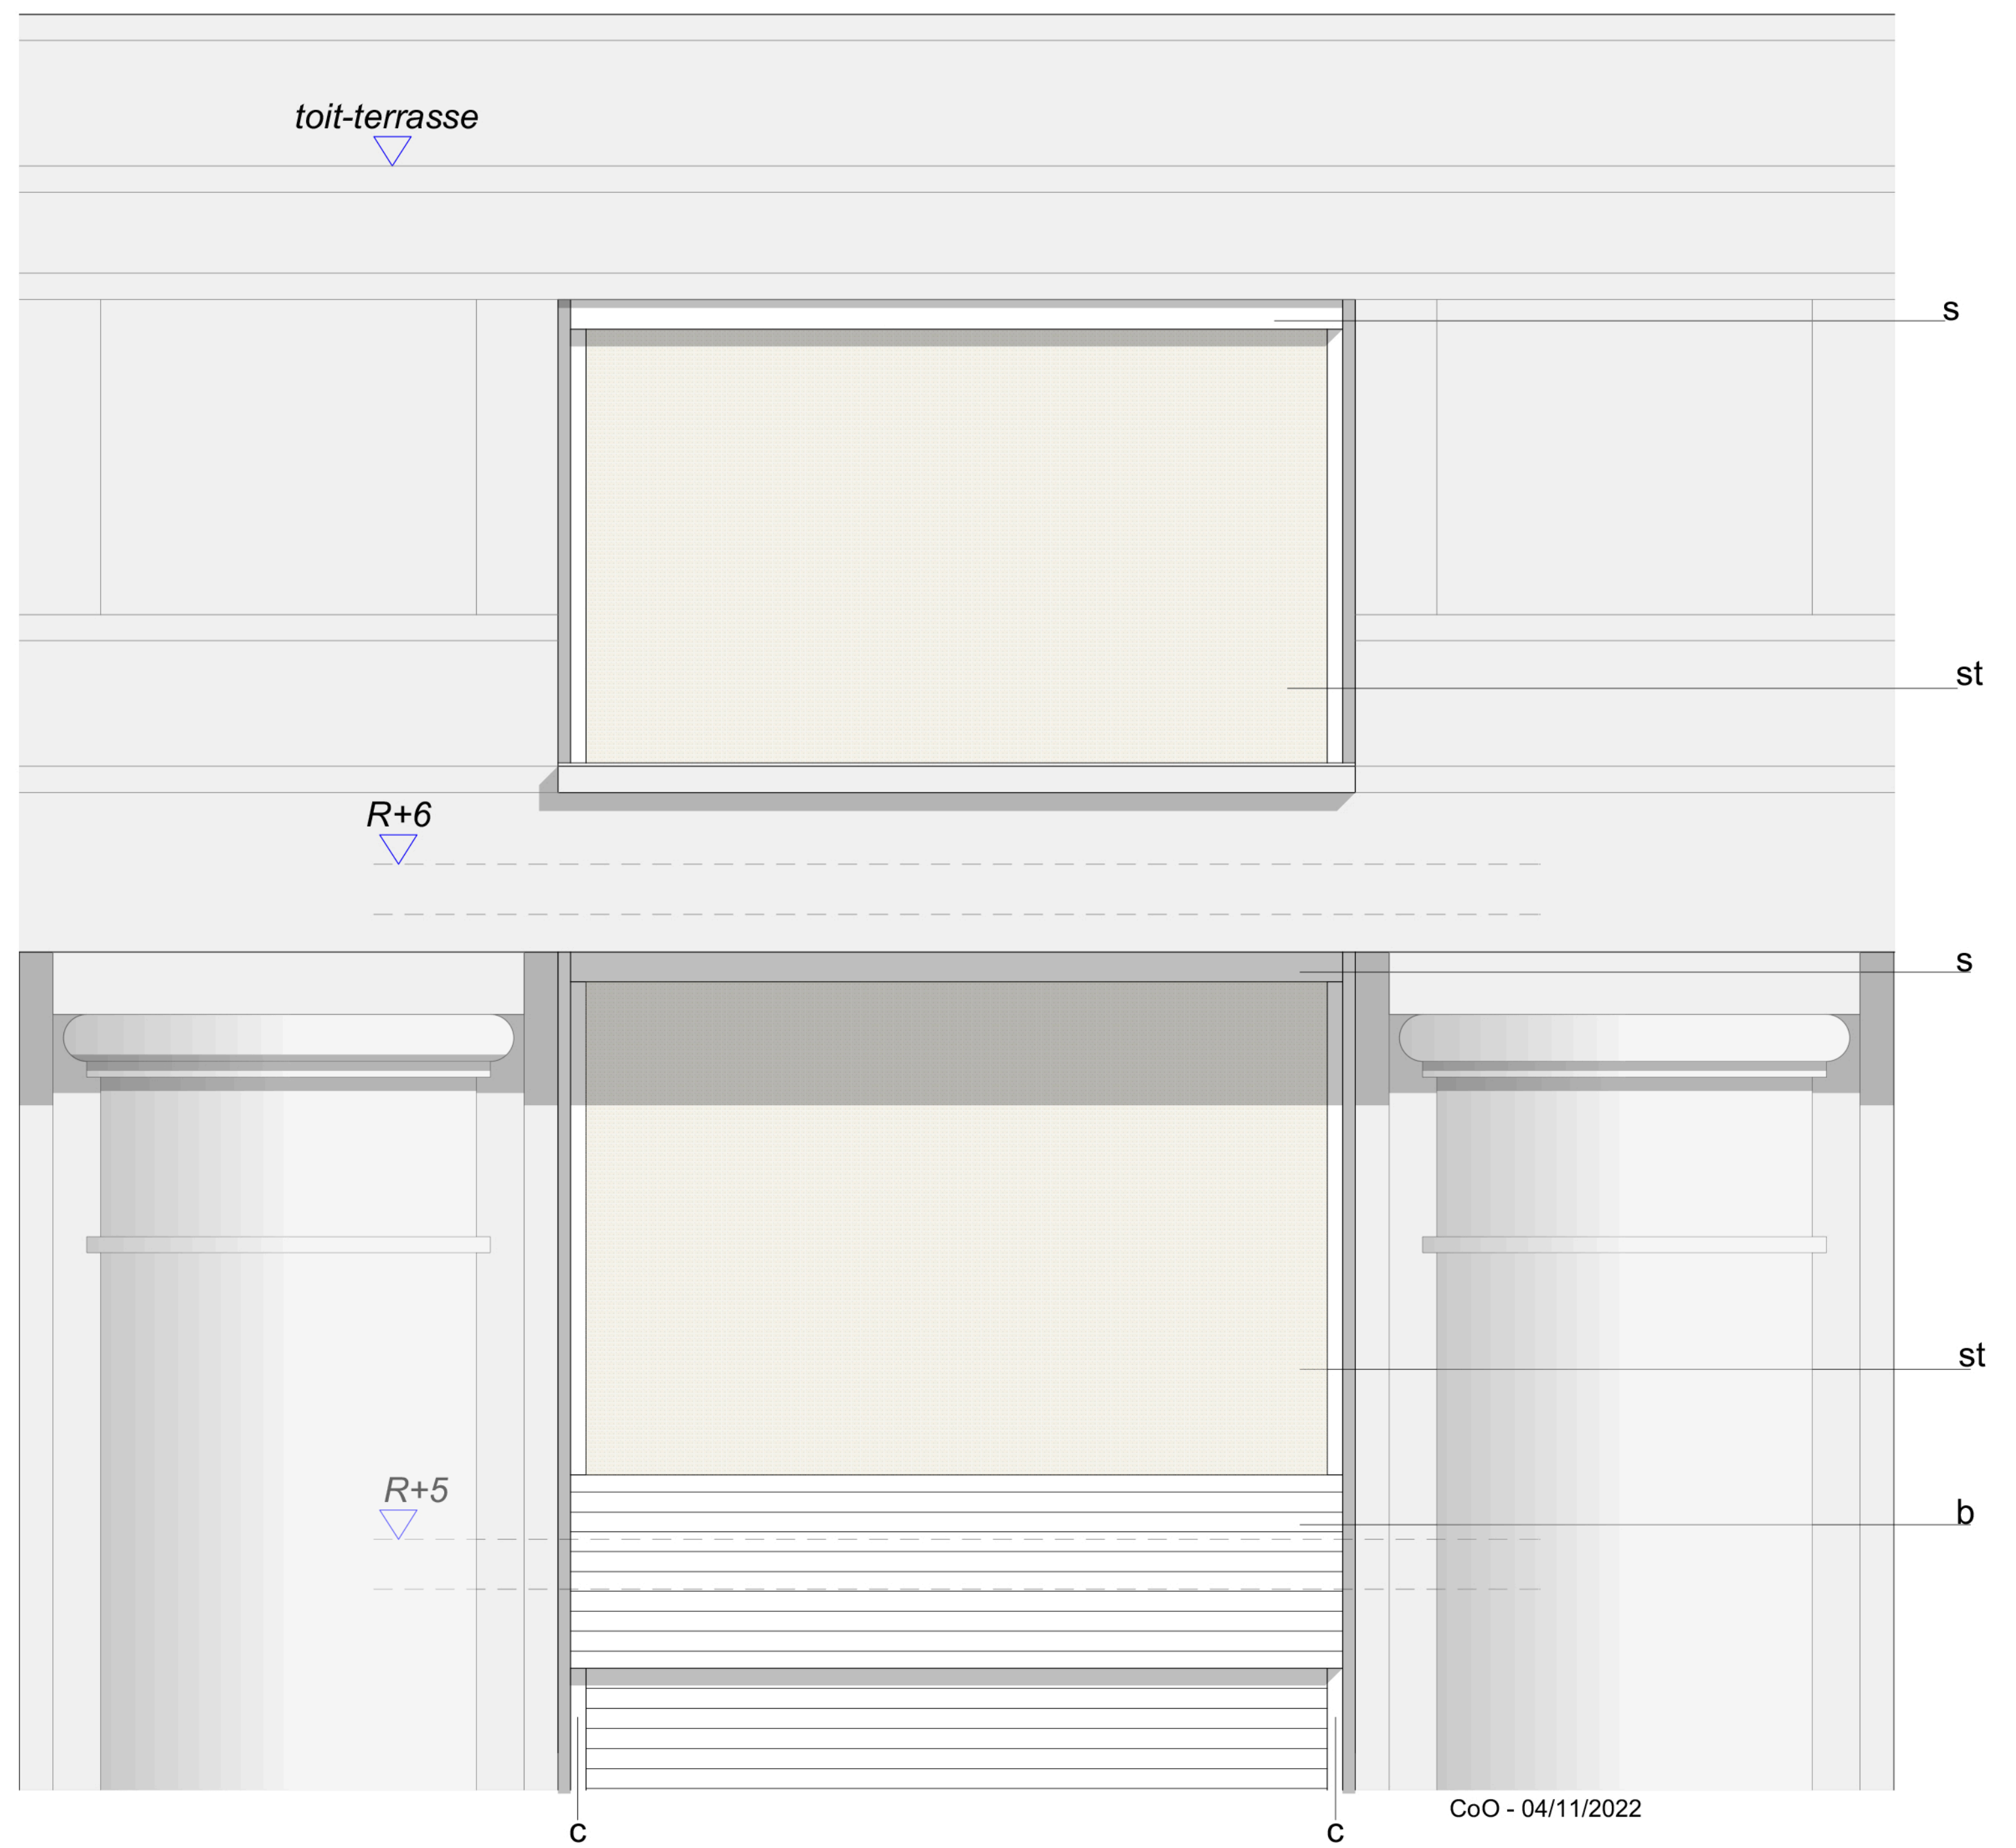 toit-terrasse
s
st
R+6
s
st
R+5
b
CoO - 04/11/2022
c c